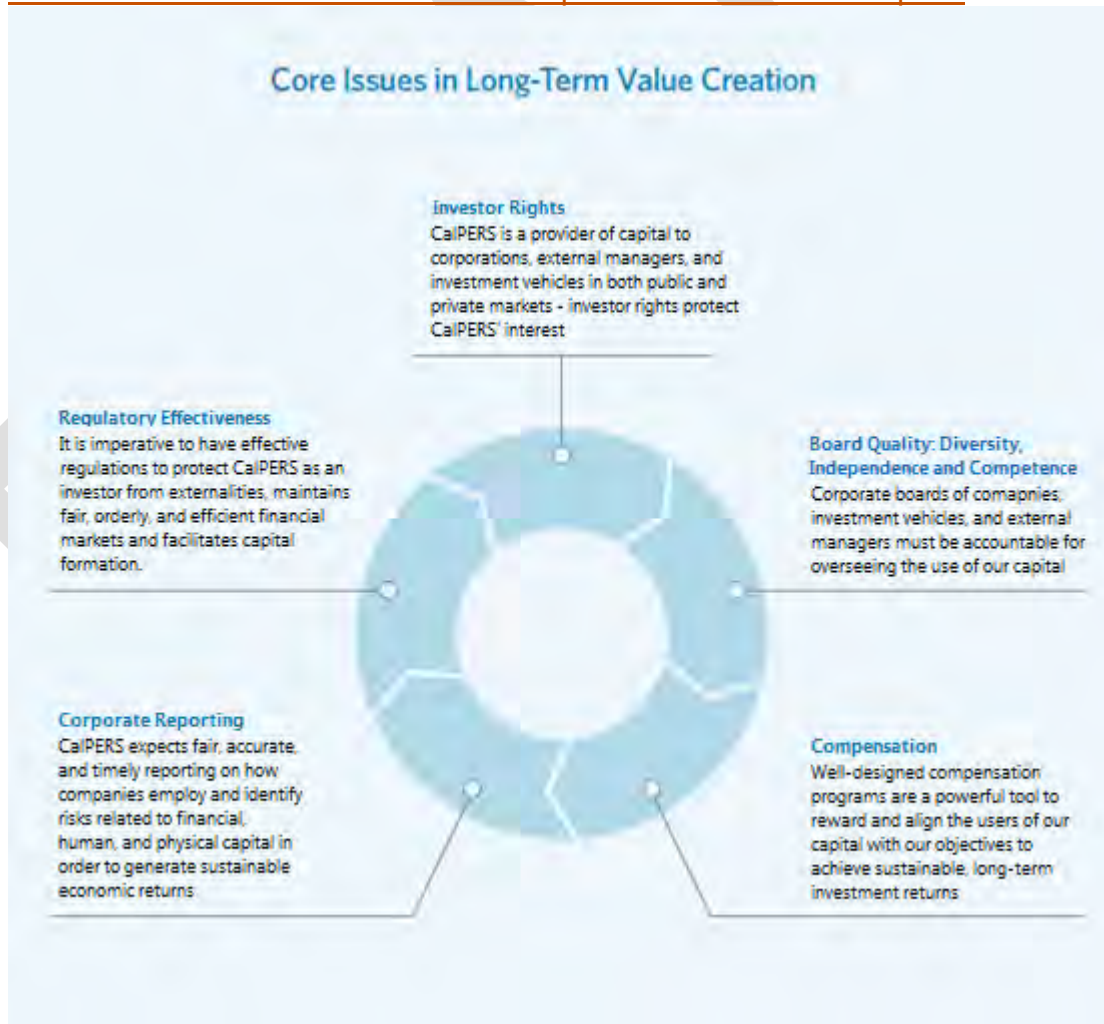 Core Issues in Long-Term Value Creation
Investor Rights
CalPERS is a provider of capital to
corporations, external managers, and
investment vehicles in both public and
private markets - investor rights protect
CalPERS' interest
Regulatory Effectiveness
It is imperative to have effective
regulations to protect CalPERS as an
investor from externalities, maintains
fair, orderly, and efficient financial
markets and facilitates capital
formation.
Board Quality: Diversity,
Independence and Competence
Corporate boards of comapnies,
investment vehicles, and external
managers must be accountable for
overseeing the use of our capital
Corporate Reporting
CalPERS expects fair, accurate,
and timely reporting on how
companies employ and identify
risks related to financial,
human, and physical capital in
order to generate sustainable
economic returns
Compensation
Well-designed compensation
programs are a powerful tool to
reward and align the users of our
capital with our objectives to
achieve sustainable, long-term
investment returns